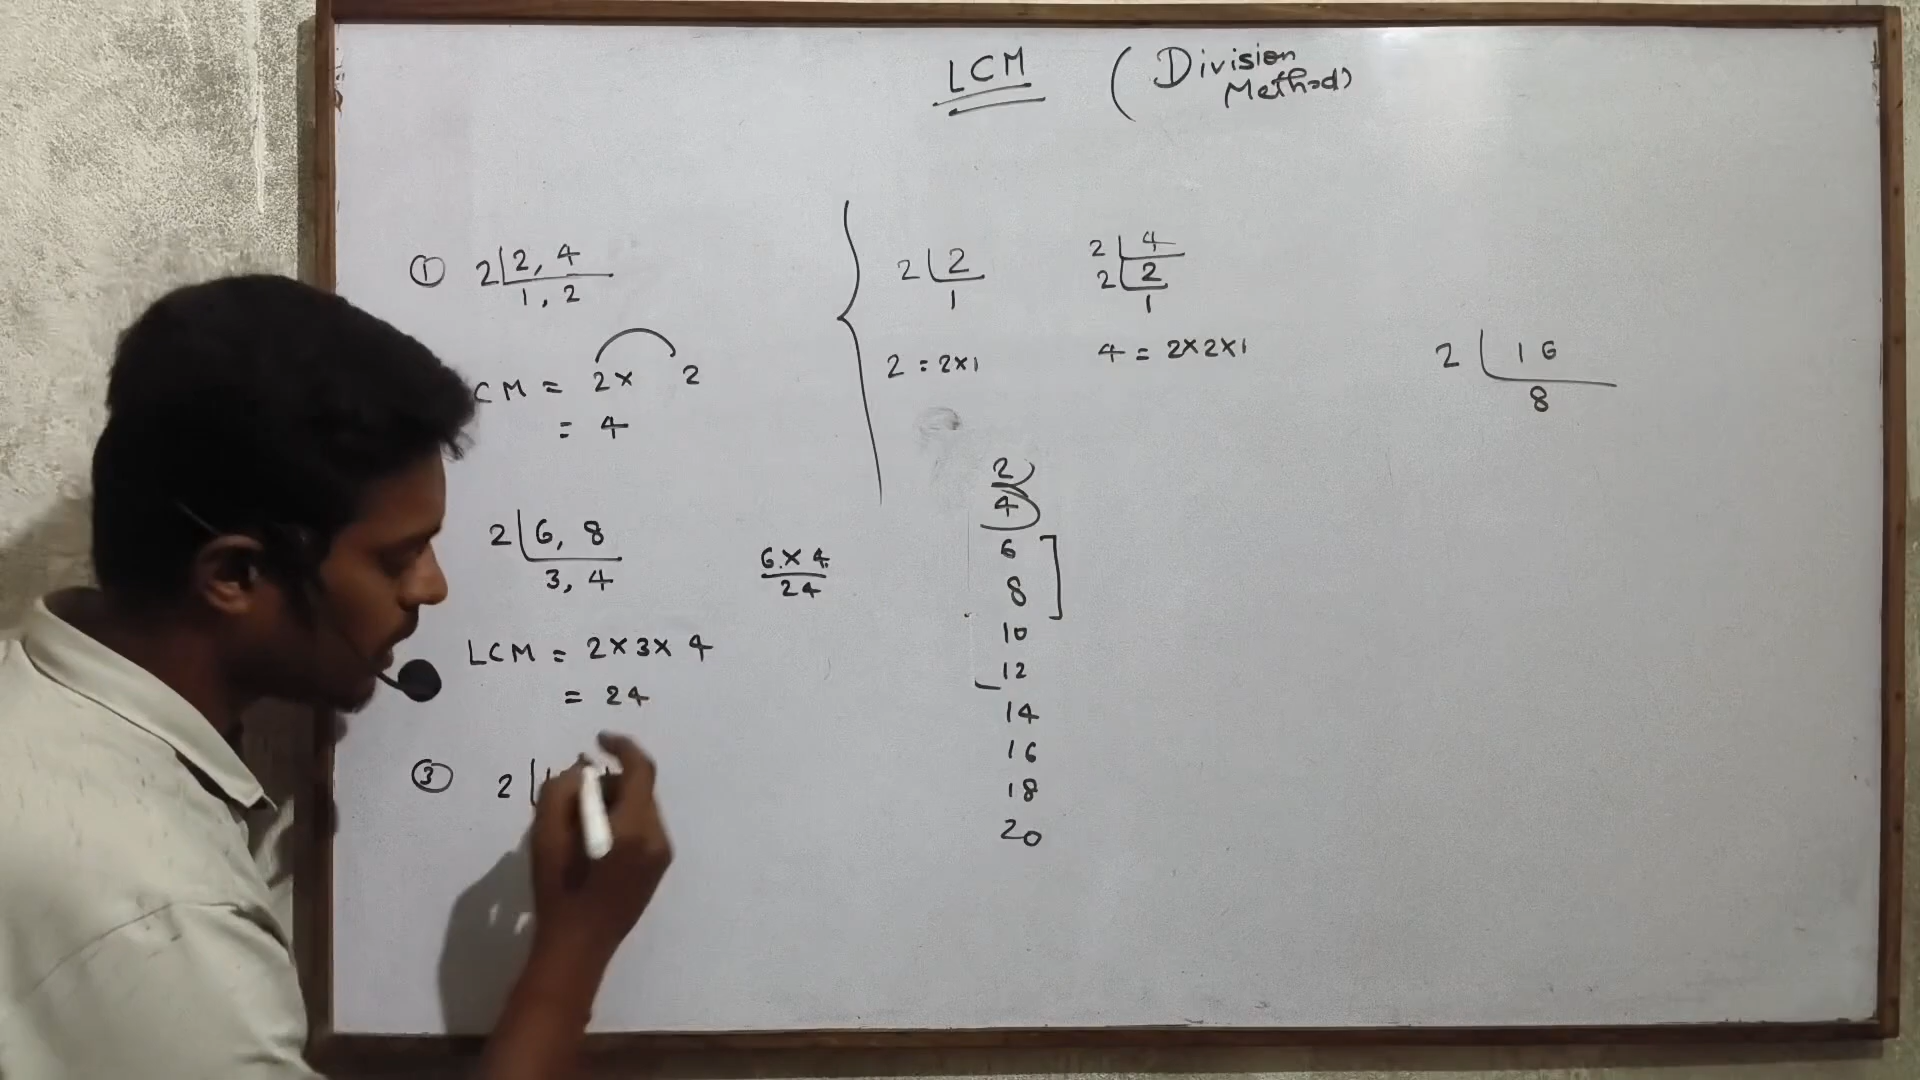 LCM (Division
Method)
① 2 2, 4
1, 2
CM = 2 × 2
= 4
2 6, 8
3, 4
6 × 4
24
LCM = 2×3×4
= 24
③ 2
2 2
1
2 = 2×1
2 4
2 2
1
4 = 2×2×1
2 16
8
2
4
6
8
10
12
14
16
18
20